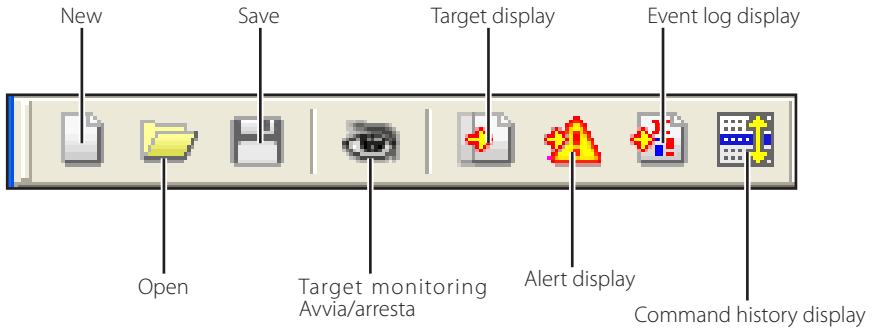 New
Save
Target display
Event log display
Open
Target monitoring
Avvia/arresta
Alert display
Command history display